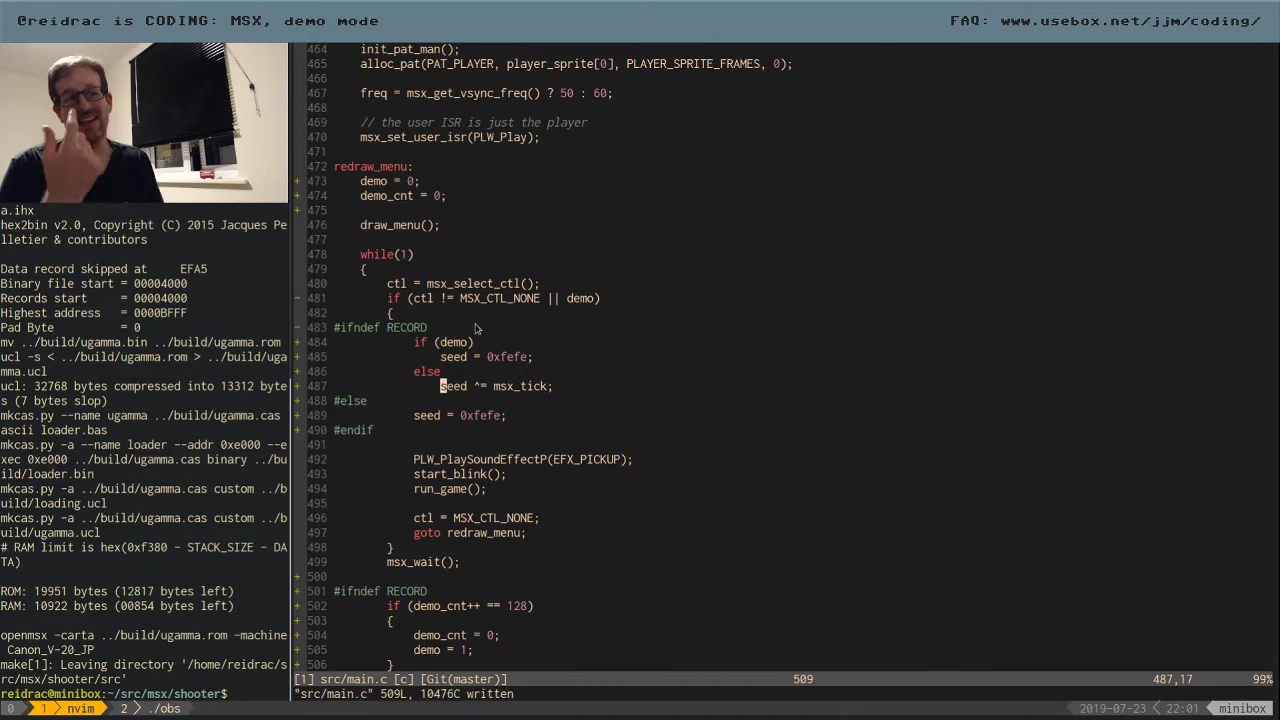 @reidrac is CODING: MSX, demo mode
FAQ: www.usebox.net/jjm/coding/
a.ihx
hex2bin v2.0, Copyright (C) 2015 Jacques Pe
lletier & contributors
Data record skipped at     EFA5
Binary file start = 00004000
Records start     = 00004000
Highest address   = 0000BFFF
Pad Byte          = 0
mv ../build/ugamma.bin ../build/ugamma.rom
ucl -s < ../build/ugamma.rom > ../build/uga
mma.ucl
ucl: 32768 bytes compressed into 13312 byte
s (7 bytes slop)
mkcas.py --name ugamma ../build/ugamma.cas
ascii loader.bas
mkcas.py -a --name loader --addr 0xe000 --e
xec 0xe000 ../build/ugamma.cas binary ../bu
ild/loader.bin
mkcas.py -a ../build/ugamma.cas custom ../b
uild/loading.ucl
mkcas.py -a ../build/ugamma.cas custom ../b
uild/ugamma.ucl
# RAM limit is hex(0xf380 - STACK_SIZE - DA
TA)
ROM: 19951 bytes (12817 bytes left)
RAM: 10922 bytes (00854 bytes left)
openmsx -carta ../build/ugamma.rom -machine
 Canon_V-20_JP
make[1]: Leaving directory '/home/reidrac/s
rc/msx/shooter/src'
reidrac@minibox:~/src/msx/shooter$
464     init_pat_man();
465     alloc_pat(PAT_PLAYER, player_sprite[0], PLAYER_SPRITE_FRAMES, 0);
466
467     freq = msx_get_vsync_freq() ? 50 : 60;
468
469     // the user ISR is just the player
470     msx_set_user_isr(PLW_Play);
471
472 redraw_menu:
+ 473     demo = 0;
+ 474     demo_cnt = 0;
+ 475
476     draw_menu();
477
478     while(1)
479     {
480         ctl = msx_select_ctl();
~ 481         if (ctl != MSX_CTL_NONE || demo)
482         {
~ 483 #ifndef RECORD
+ 484             if (demo)
+ 485                 seed = 0xfefe;
+ 486             else
+ 487                 seed ^= msx_tick;
+ 488 #else
+ 489             seed = 0xfefe;
+ 490 #endif
491
492             PLW_PlaySoundEffectP(EFX_PICKUP);
493             start_blink();
494             run_game();
495
496             ctl = MSX_CTL_NONE;
497             goto redraw_menu;
498         }
499         msx_wait();
+ 500
+ 501 #ifndef RECORD
+ 502         if (demo_cnt++ == 128)
+ 503         {
+ 504             demo_cnt = 0;
+ 505             demo = 1;
+ 506         }
[1] src/main.c [c] [Git(master)] 509 487,17 99%
"src/main.c" 509L, 10476C written
0 1 nvim 2 ./obs 2019-07-23 22:01 minibox